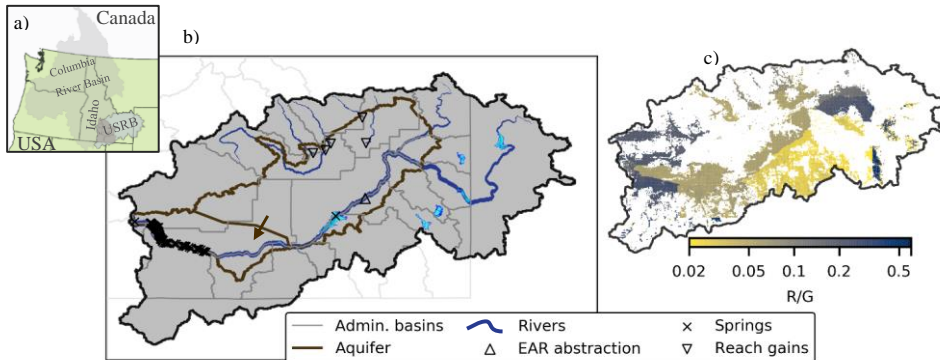 a)
Canada
Columbia
River Basin
Idaho
USRB
USA
b)
c)
0.02 0.05 0.1 0.2 0.5
R/G
Admin. basins Rivers Springs
Aquifer EAR abstraction Reach gains